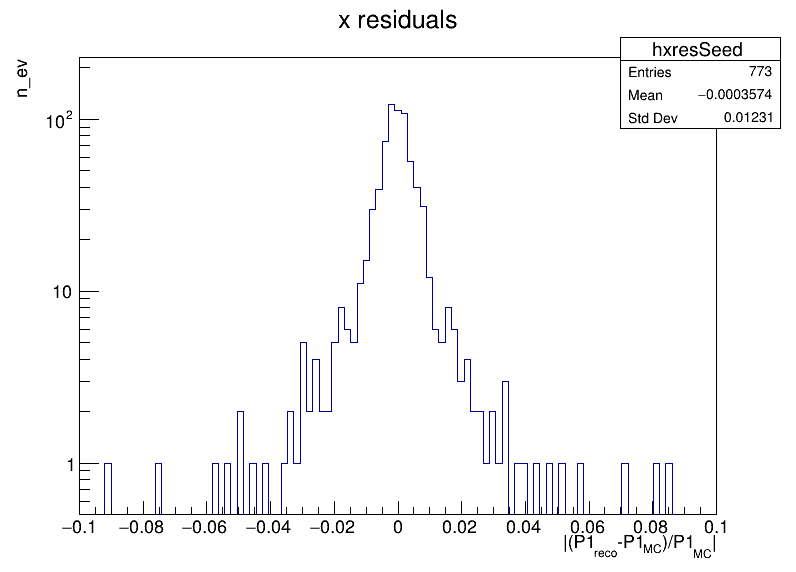 x residuals
hxresSeed
Entries 773
Mean −0.0003574
Std Dev 0.01231
n_ev
10²
10
1
−0.1 −0.08 −0.06 −0.04 −0.02 0 0.02 0.04 0.06 0.08 0.1
|(P1reco-P1MC)/P1MC|